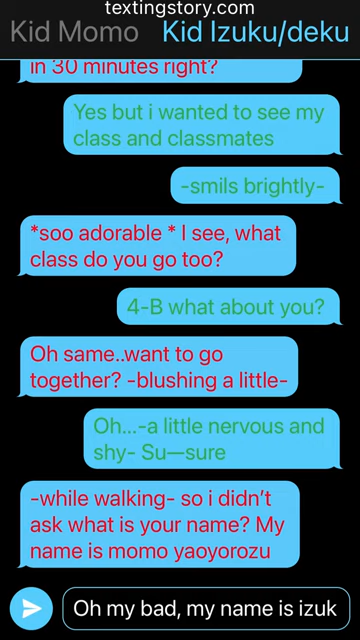 textingstory.com
Kid Momo Kid Izuku/deku
in 30 minutes right?
Yes but i wanted to see my
class and classmates
-smils brightly-
*soo adorable * I see, what
class do you go too?
4-B what about you?
Oh same..want to go
together? -blushing a little-
Oh...-a little nervous and
shy- Su—sure
-while walking- so i didn’t
ask what is your name? My
name is momo yaoyorozu
Oh my bad, my name is izuk